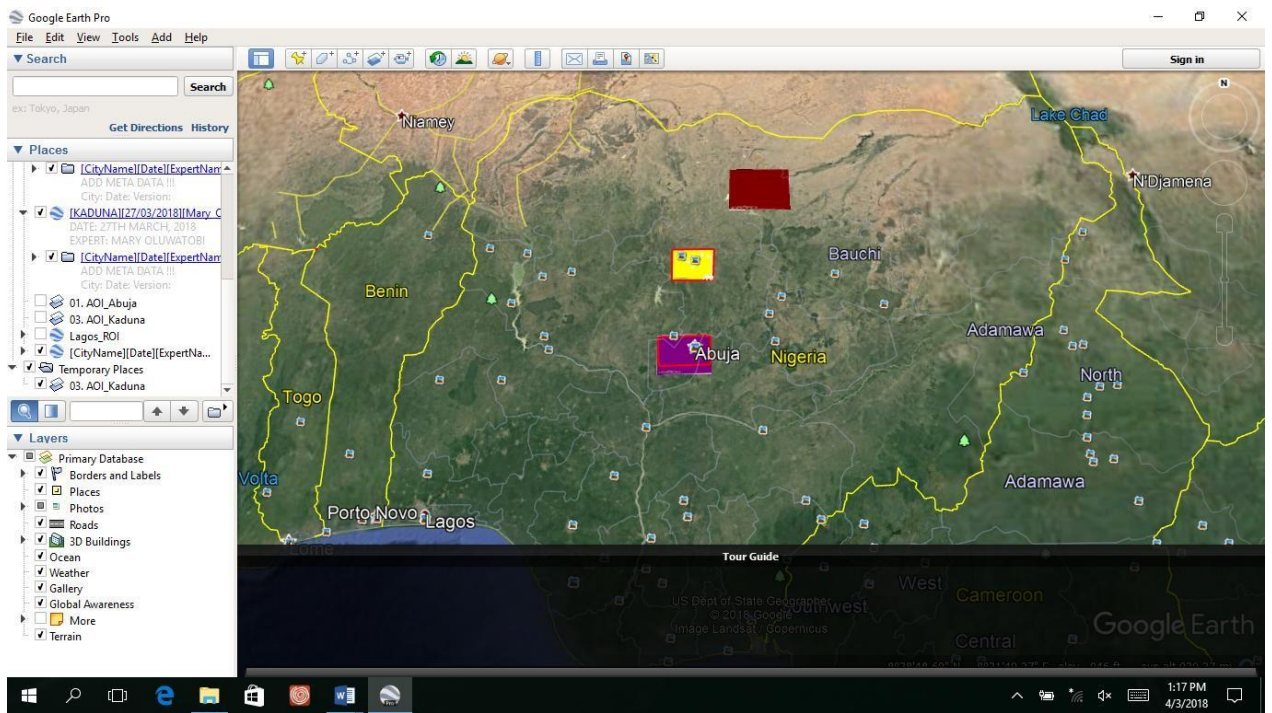 Google Earth Pro
File Edit View Tools Add Help
Search
Search
ex: Tokyo, Japan
Get Directions History
Places
[CityName][Date][ExpertNam
ADD META DATA !!!
City: Date: Version:
[KADUNA][27/03/2018][Mary_O
DATE: 27TH MARCH, 2018
EXPERT: MARY OLUWATOBI
[CityName][Date][ExpertNam
ADD META DATA !!!
City: Date: Version:
01. AOI_Abuja
03. AOI_Kaduna
Lagos_ROI
[CityName][Date][ExpertNa...
Temporary Places
03. AOI_Kaduna
Layers
Primary Database
Borders and Labels
Places
Photos
Roads
3D Buildings
Ocean
Weather
Gallery
Global Awareness
More
Terrain
Sign in
N
Niamey
Lake Chad
N'Djamena
Bauchi
Benin
Adamawa
Abuja
Nigeria
North
Togo
Volta
Adamawa
Porto-Novo
Lagos
Lome
Tour Guide
West
Cameroon
Southwest
US Dept of State Geographer
© 2018 Google
Image Landsat / Copernicus
Google Earth
Central
1:17 PM
4/3/2018